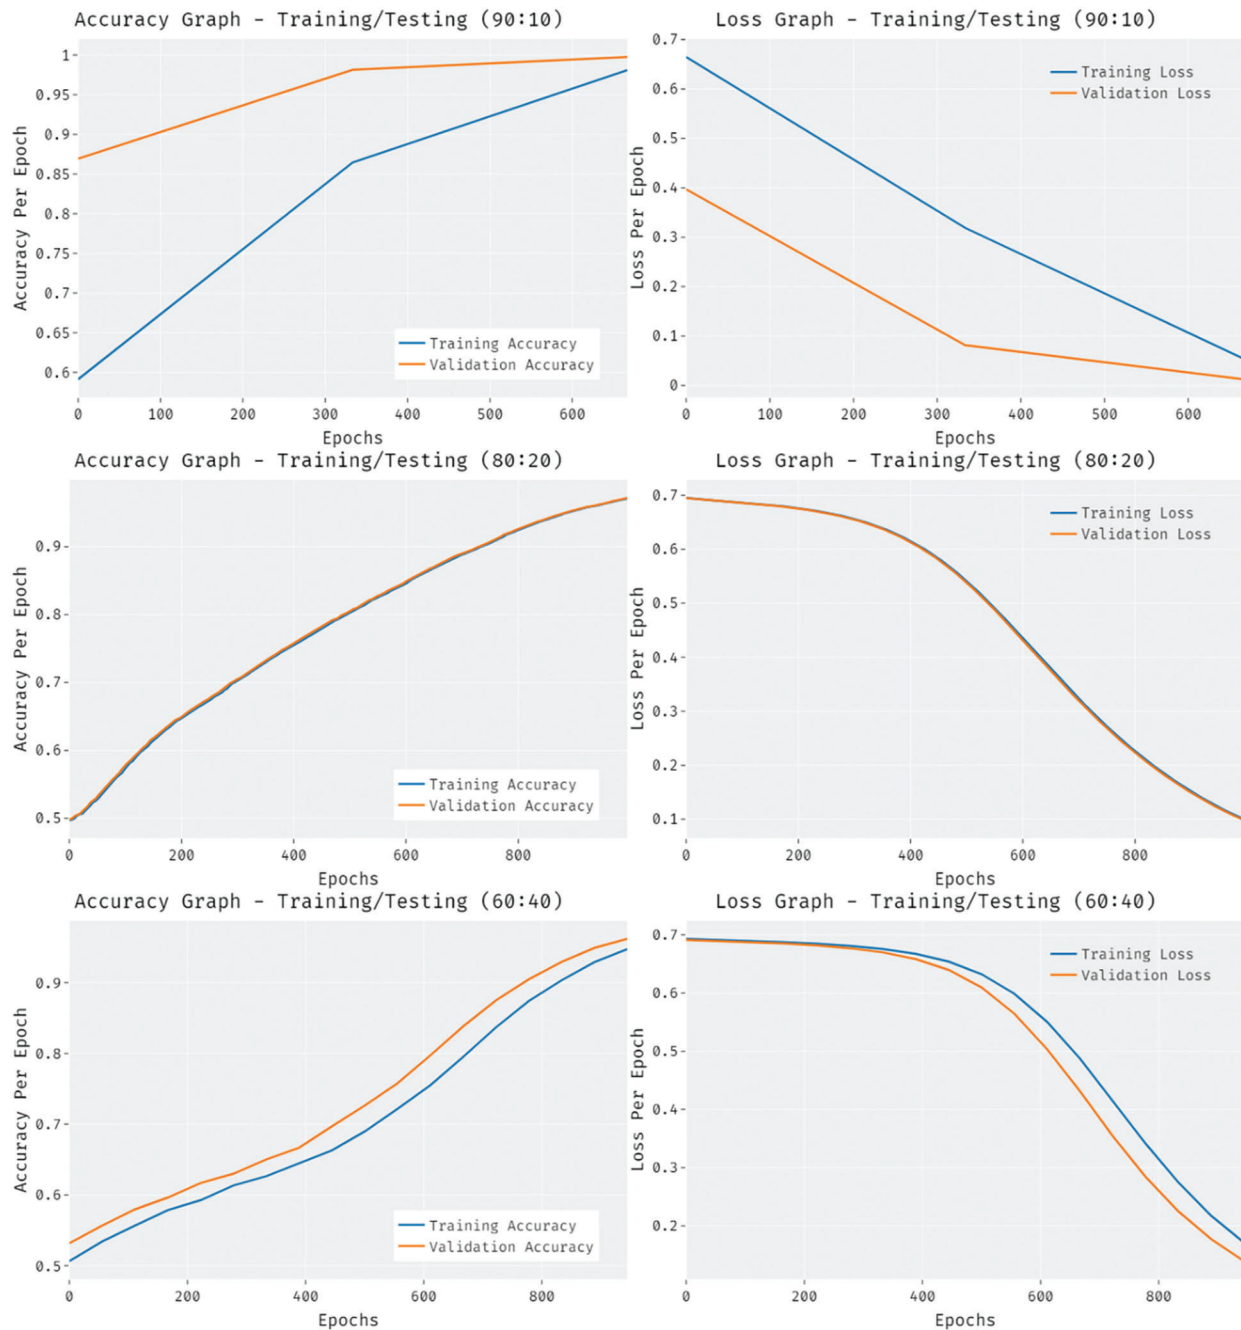 Accuracy Graph - Training/Testing (90:10)
1
0.95
0.9
0.85
0.8
0.75
0.7
0.65
0.6
Accuracy Per Epoch
Training Accuracy
Validation Accuracy
0 100 200 300 400 500 600
Epochs
Loss Graph - Training/Testing (90:10)
0.7
0.6
0.5
0.4
0.3
0.2
0.1
0
Loss Per Epoch
Training Loss
Validation Loss
0 100 200 300 400 500 600
Epochs
Accuracy Graph - Training/Testing (80:20)
0.9
0.8
0.7
0.6
0.5
Accuracy Per Epoch
Training Accuracy
Validation Accuracy
0 200 400 600 800
Epochs
Loss Graph - Training/Testing (80:20)
0.7
0.6
0.5
0.4
0.3
0.2
0.1
Loss Per Epoch
Training Loss
Validation Loss
0 200 400 600 800
Epochs
Accuracy Graph - Training/Testing (60:40)
0.9
0.8
0.7
0.6
0.5
Accuracy Per Epoch
Training Accuracy
Validation Accuracy
0 200 400 600 800
Epochs
Loss Graph - Training/Testing (60:40)
0.7
0.6
0.5
0.4
0.3
0.2
Loss Per Epoch
Training Loss
Validation Loss
0 200 400 600 800
Epochs